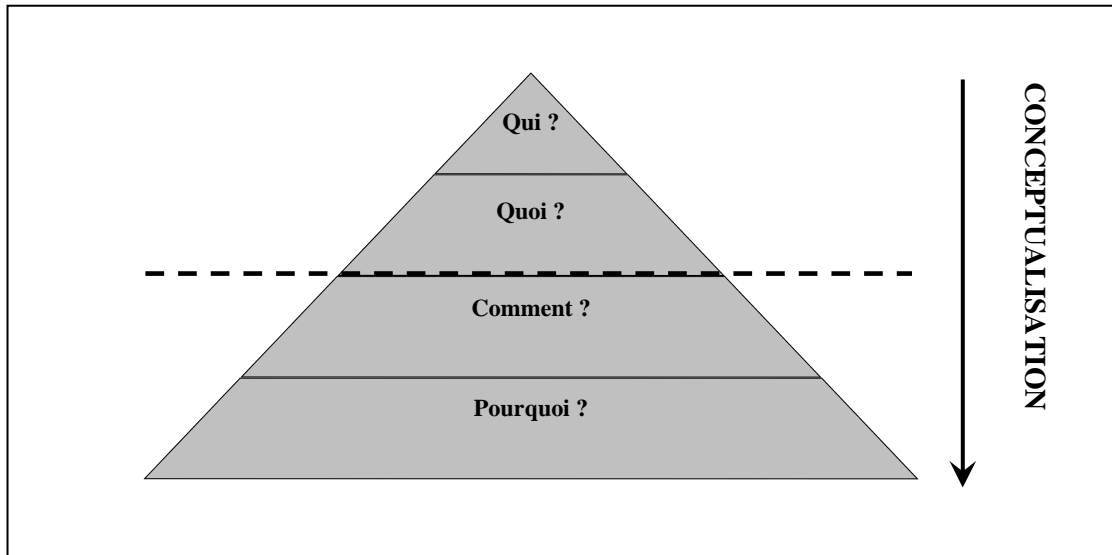 Qui ?
Quoi ?
Comment ?
Pourquoi ?
CONCEPTUALISATION